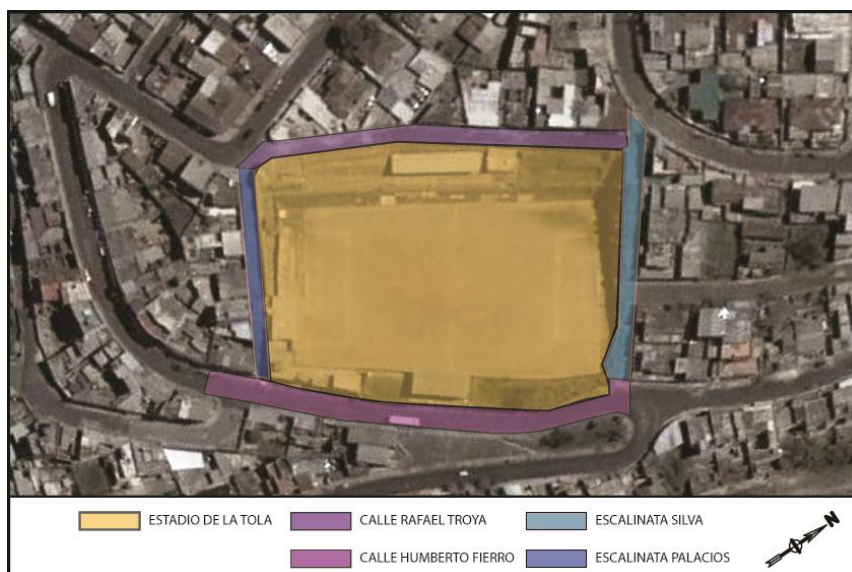 ESTADIO DE LA TOLA CALLE RAFAEL TROYA ESCALINATA SILVA
CALLE HUMBERTO FIERRO ESCALINATA PALACIOS
N